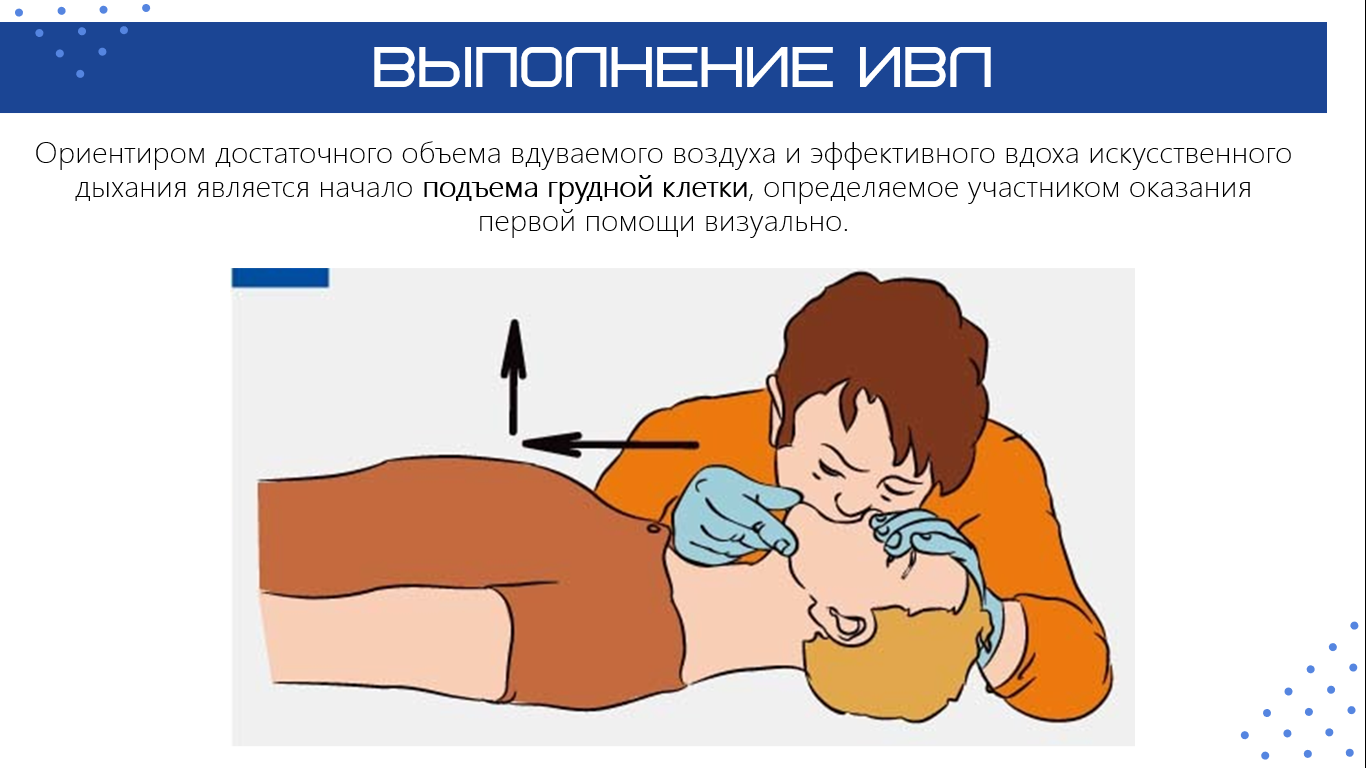 ВЫПОЛНЕНИЕ ИВЛ
Ориентиром достаточного объема вдуваемого воздуха и эффективного вдоха искусственного
дыхания является начало подъема грудной клетки, определяемое участником оказания
первой помощи визуально.